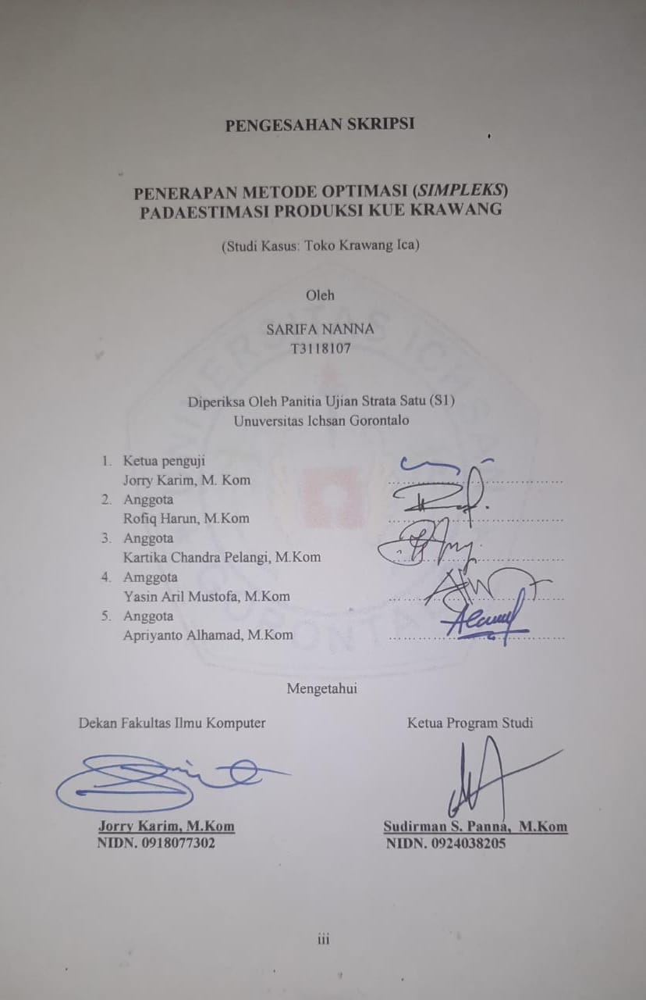 PENGESAHAN SKRIPSI
PENERAPAN METODE OPTIMASI (SIMPLEKS)
PADAESTIMASI PRODUKSI KUE KRAWANG
(Studi Kasus: Toko Krawang Ica)
Oleh
SARIFA NANNA
T3118107
Diperiksa Oleh Panitia Ujian Strata Satu (S1)
Unuversitas Ichsan Gorontalo
1. Ketua penguji
Jorry Karim, M. Kom
2. Anggota
Rofiq Harun, M.Kom
3. Anggota
Kartika Chandra Pelangi, M.Kom
4. Amggota
Yasin Aril Mustofa, M.Kom
5. Anggota
Apriyanto Alhamad, M.Kom
Mengetahui
Dekan Fakultas Ilmu Komputer
Jorry Karim, M.Kom
NIDN. 0918077302
Ketua Program Studi
Sudirman S. Panna, M.Kom
NIDN. 0924038205
iii